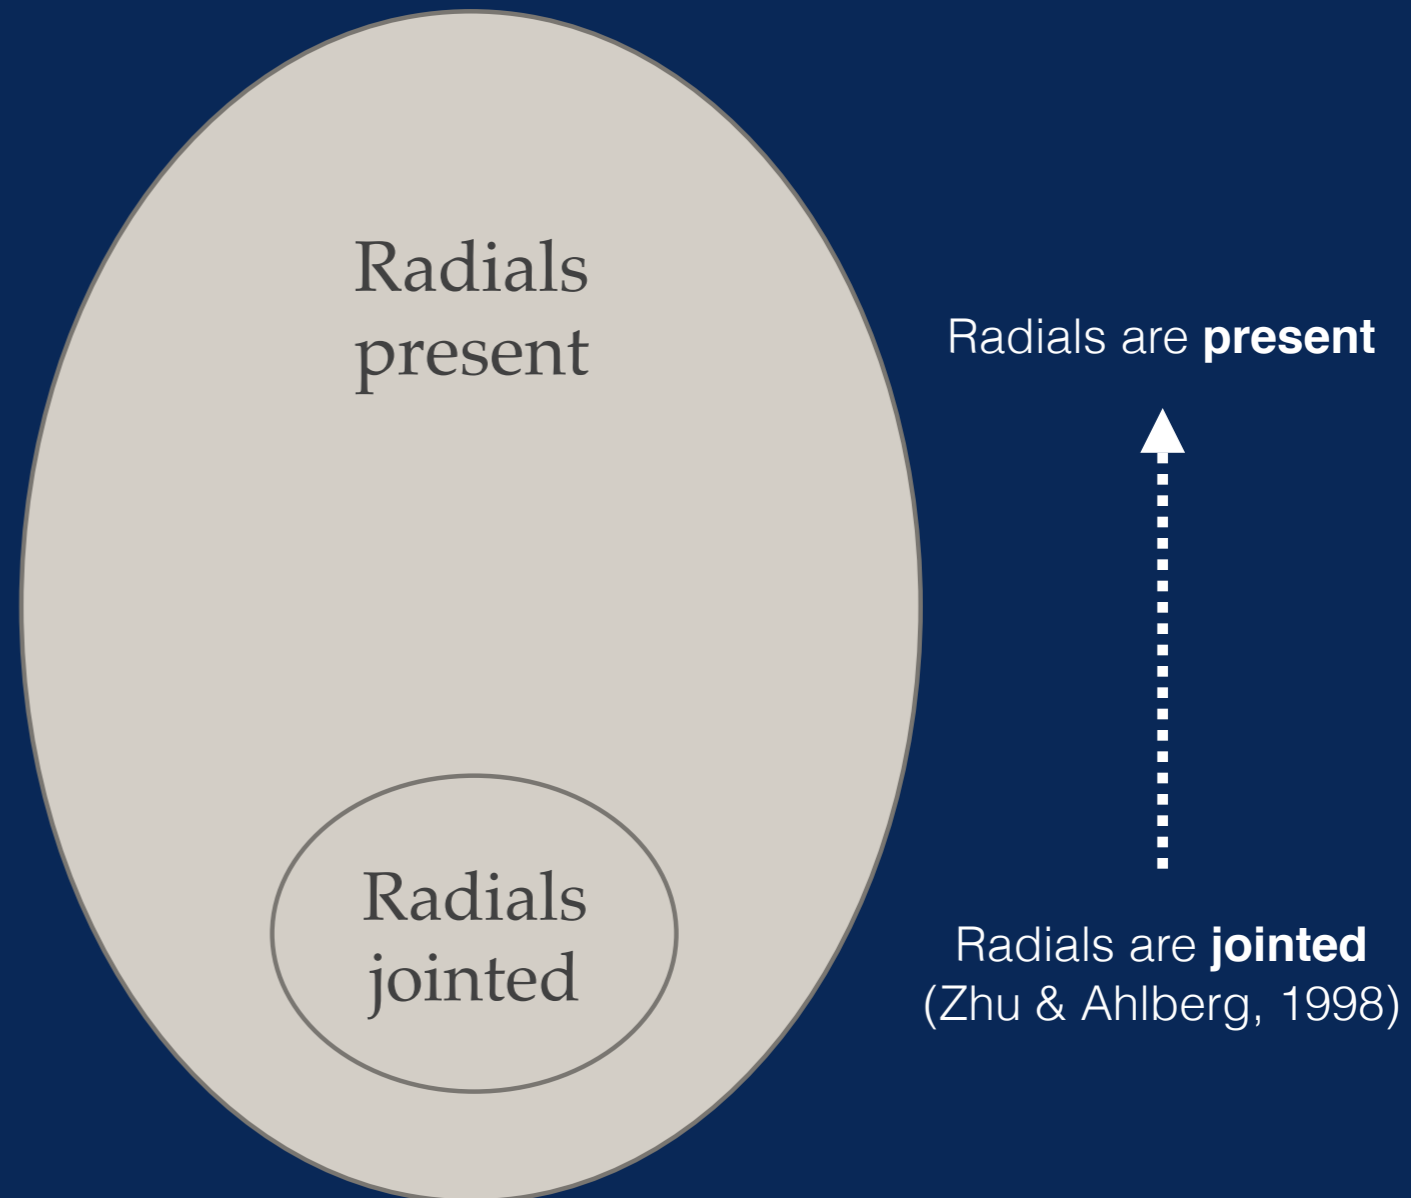 Radials
present
Radials are present
Radials
jointed
Radials are jointed
(Zhu & Ahlberg, 1998)